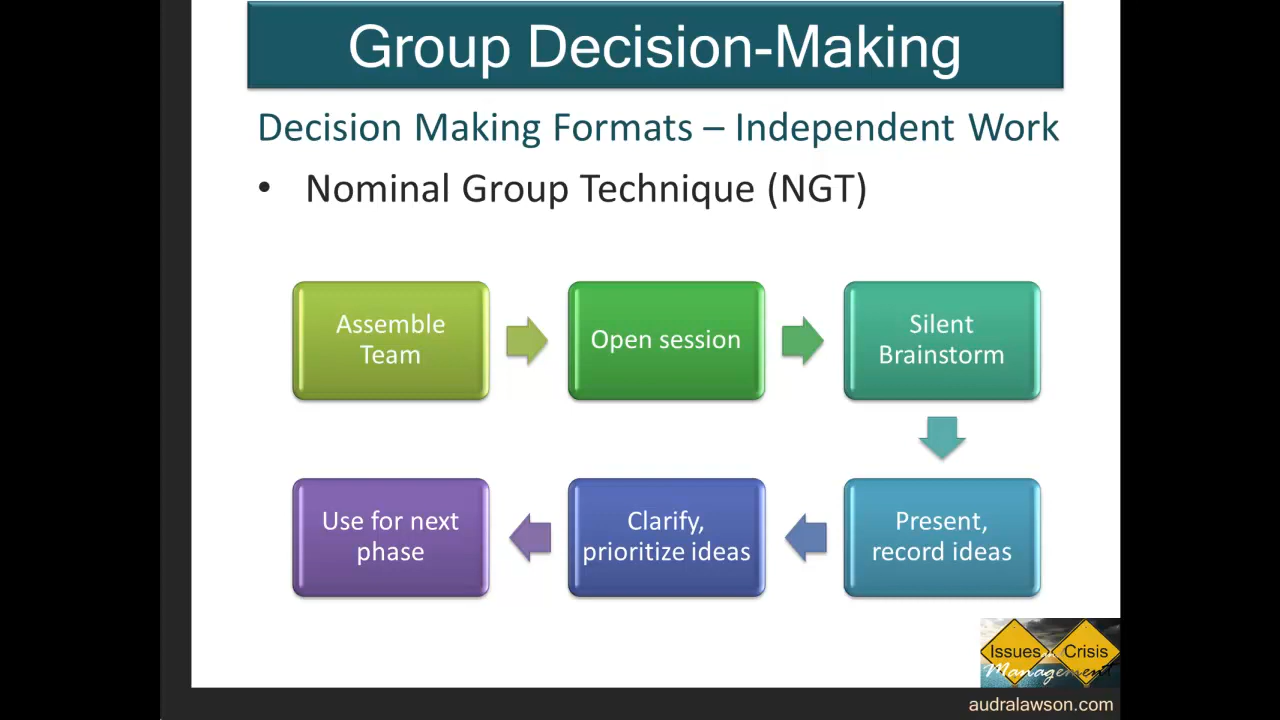 Group Decision-Making
Decision Making Formats – Independent Work
• Nominal Group Technique (NGT)
Assemble
Team
Open session
Silent
Brainstorm
Present,
record ideas
Clarify,
prioritize ideas
Use for next
phase
Issues Crisis
Management
audralawson.com